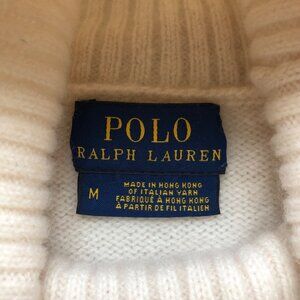 POLO
RALPH LAUREN
M
MADE IN HONG KONG
OF ITALIAN YARN
FABRIQUÉ À HONG KONG
À PARTIR DE FIL ITALIEN